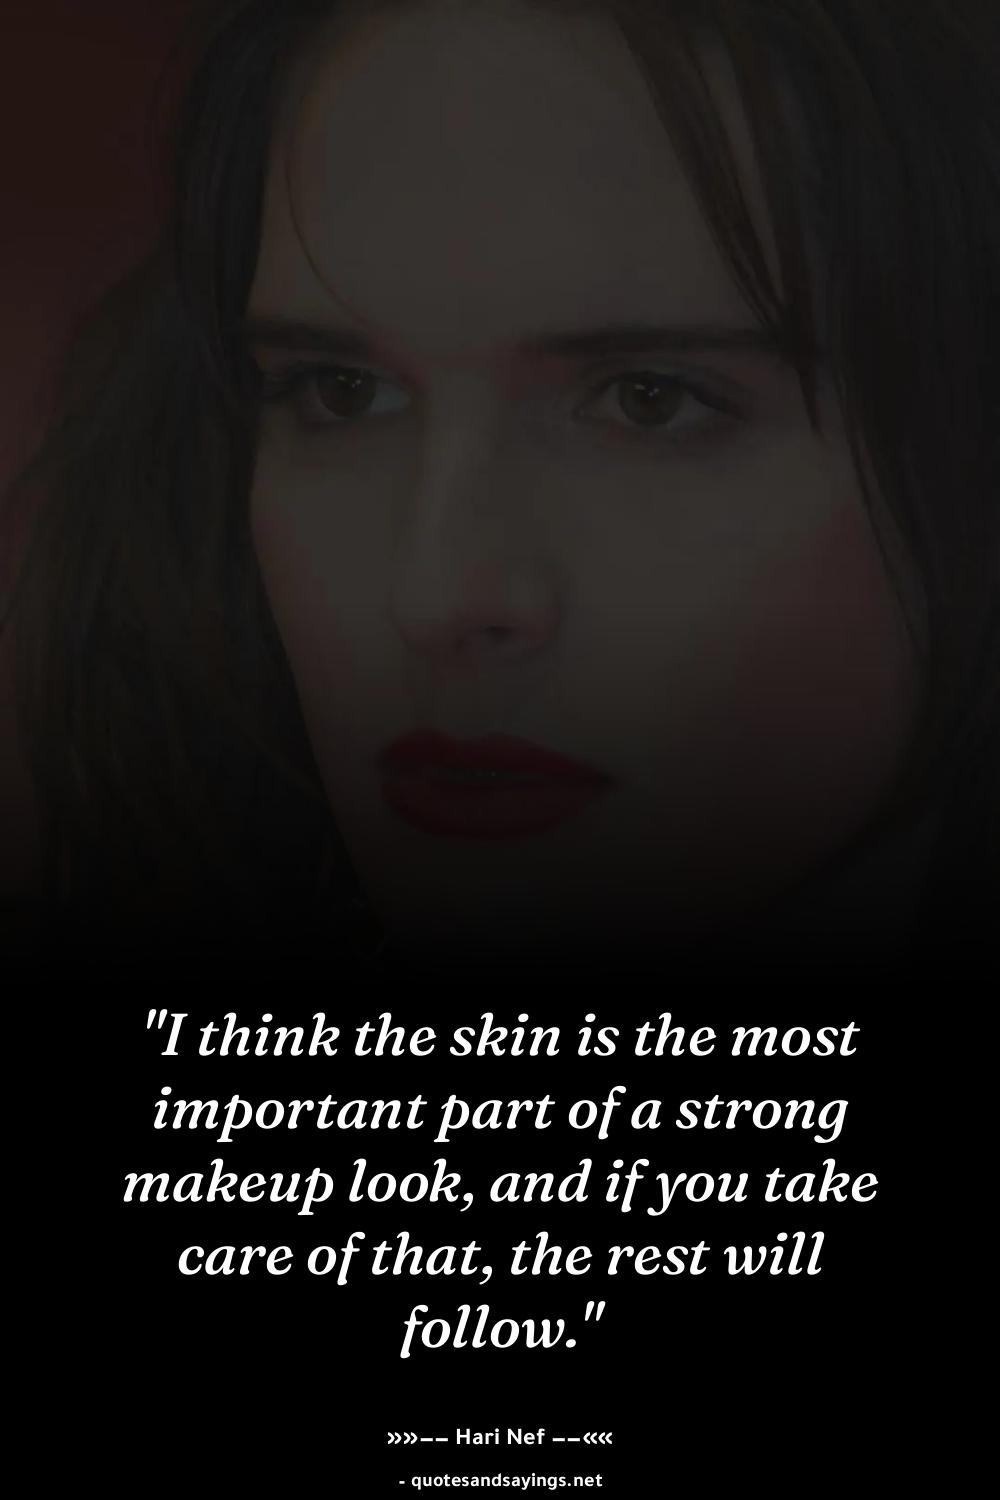 "I think the skin is the most
important part of a strong
makeup look, and if you take
care of that, the rest will
follow."
»»–– Hari Nef ––««
- quotesandsayings.net